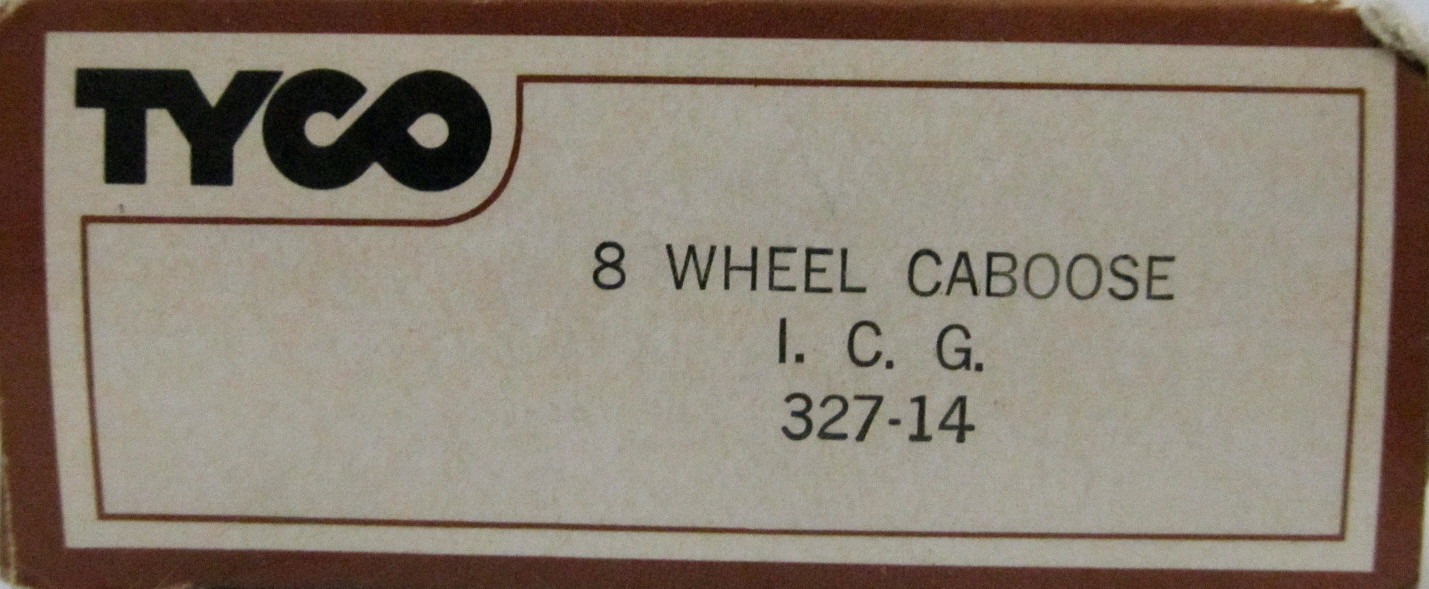 TYCO
8 WHEEL CABOOSE
I. C. G.
327-14